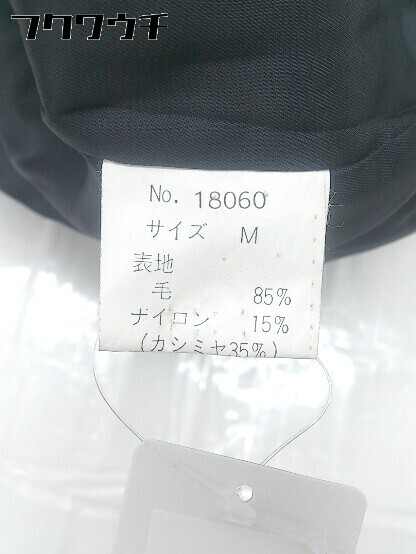 フクワウチ
No. 18060
サイズ M
表地
毛 85%
ナイロン 15%
(カシミヤ35%)